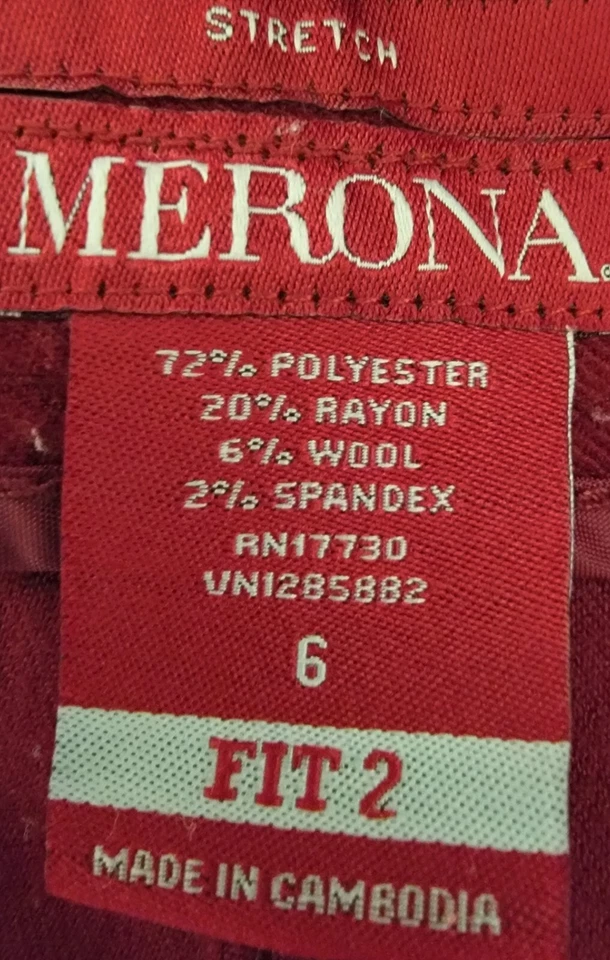 STRETCH
MERONA®
72% POLYESTER
20% RAYON
6% WOOL
2% SPANDEX
RN17730
VN1285882
6
FIT 2
MADE IN CAMBODIA